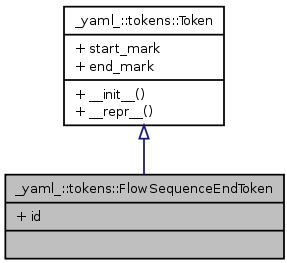 _yaml_::tokens::Token
+ start_mark
+ end_mark
+ __init__()
+ __repr__()
_yaml_::tokens::FlowSequenceEndToken
+ id